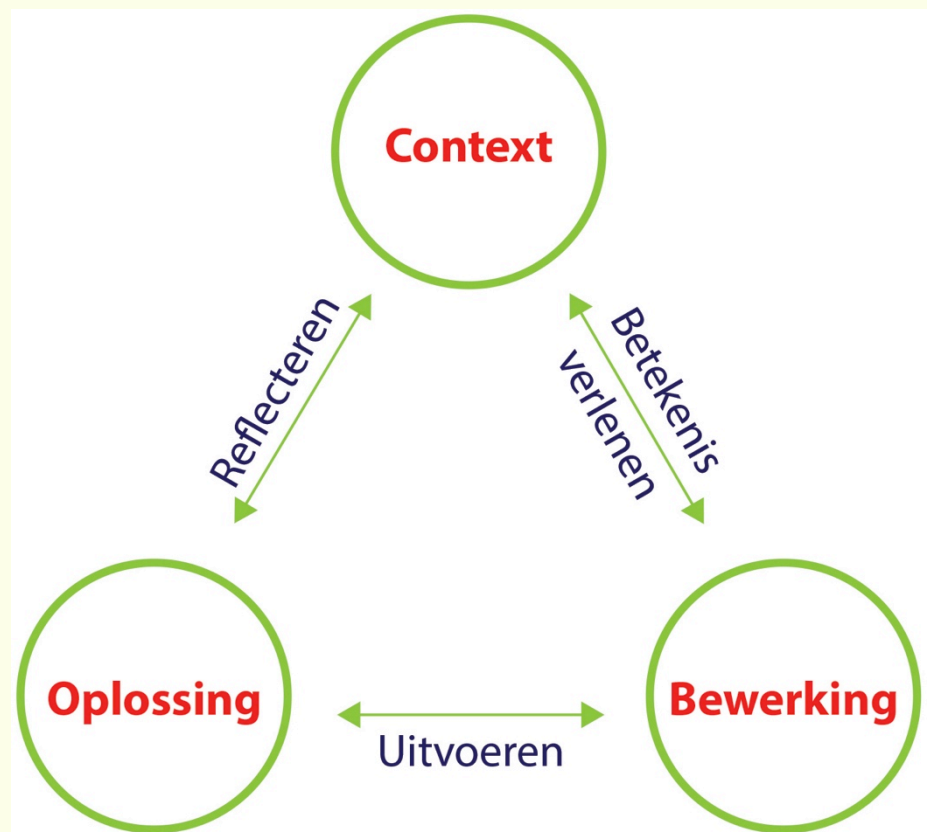 Context
Reflecteren
Betekenis
verlenen
Oplossing
Bewerking
Uitvoeren